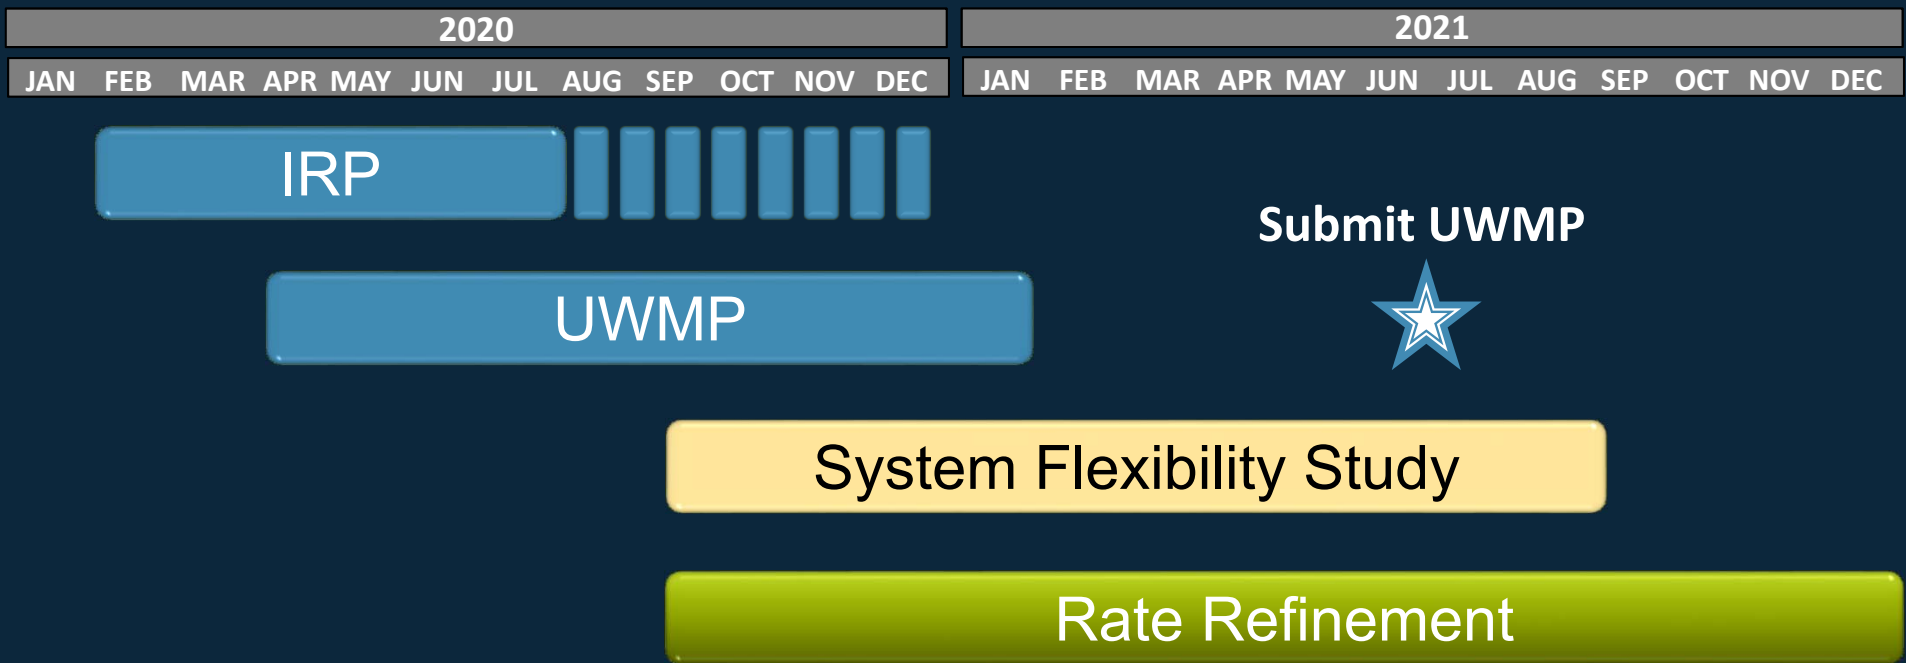 2020 2021
JAN FEB MAR APR MAY JUN JUL AUG SEP OCT NOV DEC JAN FEB MAR APR MAY JUN JUL AUG SEP OCT NOV DEC
IRP
Submit UWMP
UWMP
System Flexibility Study
Rate Refinement